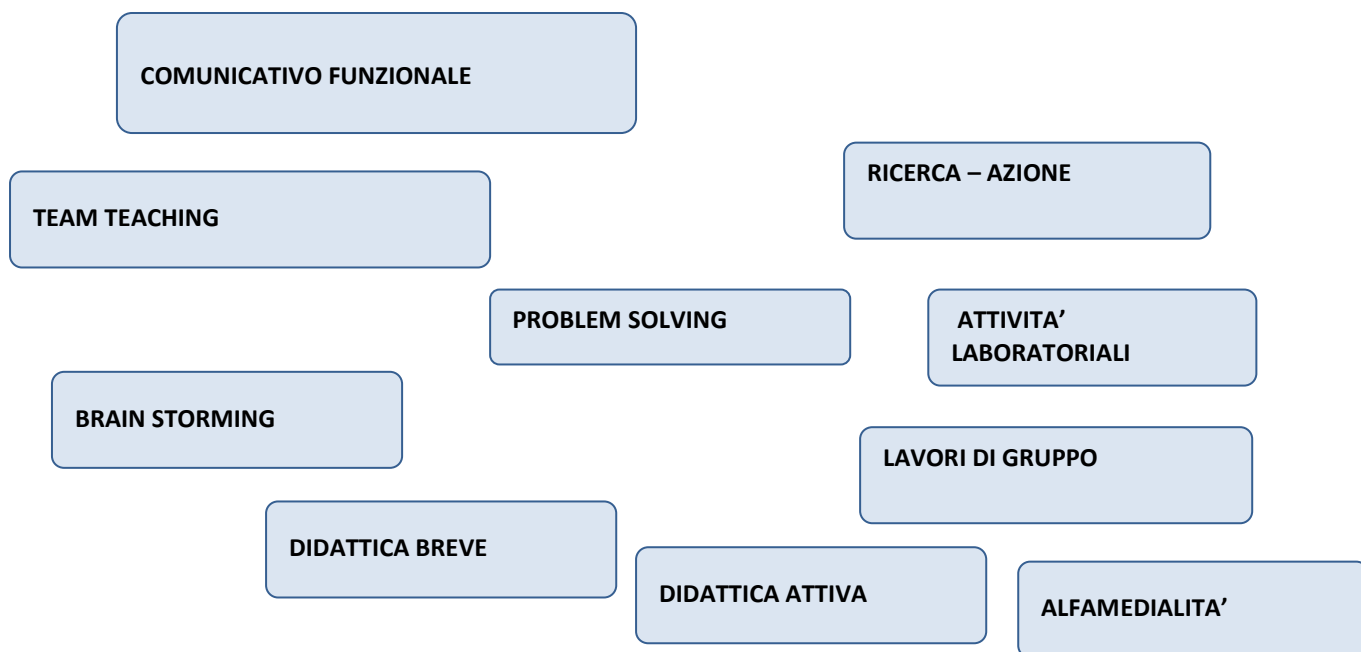 COMUNICATIVO FUNZIONALE
RICERCA – AZIONE
TEAM TEACHING
PROBLEM SOLVING
ATTIVITA’
LABORATORIALI
BRAIN STORMING
LAVORI DI GRUPPO
DIDATTICA BREVE
DIDATTICA ATTIVA
ALFAMEDIALITA’